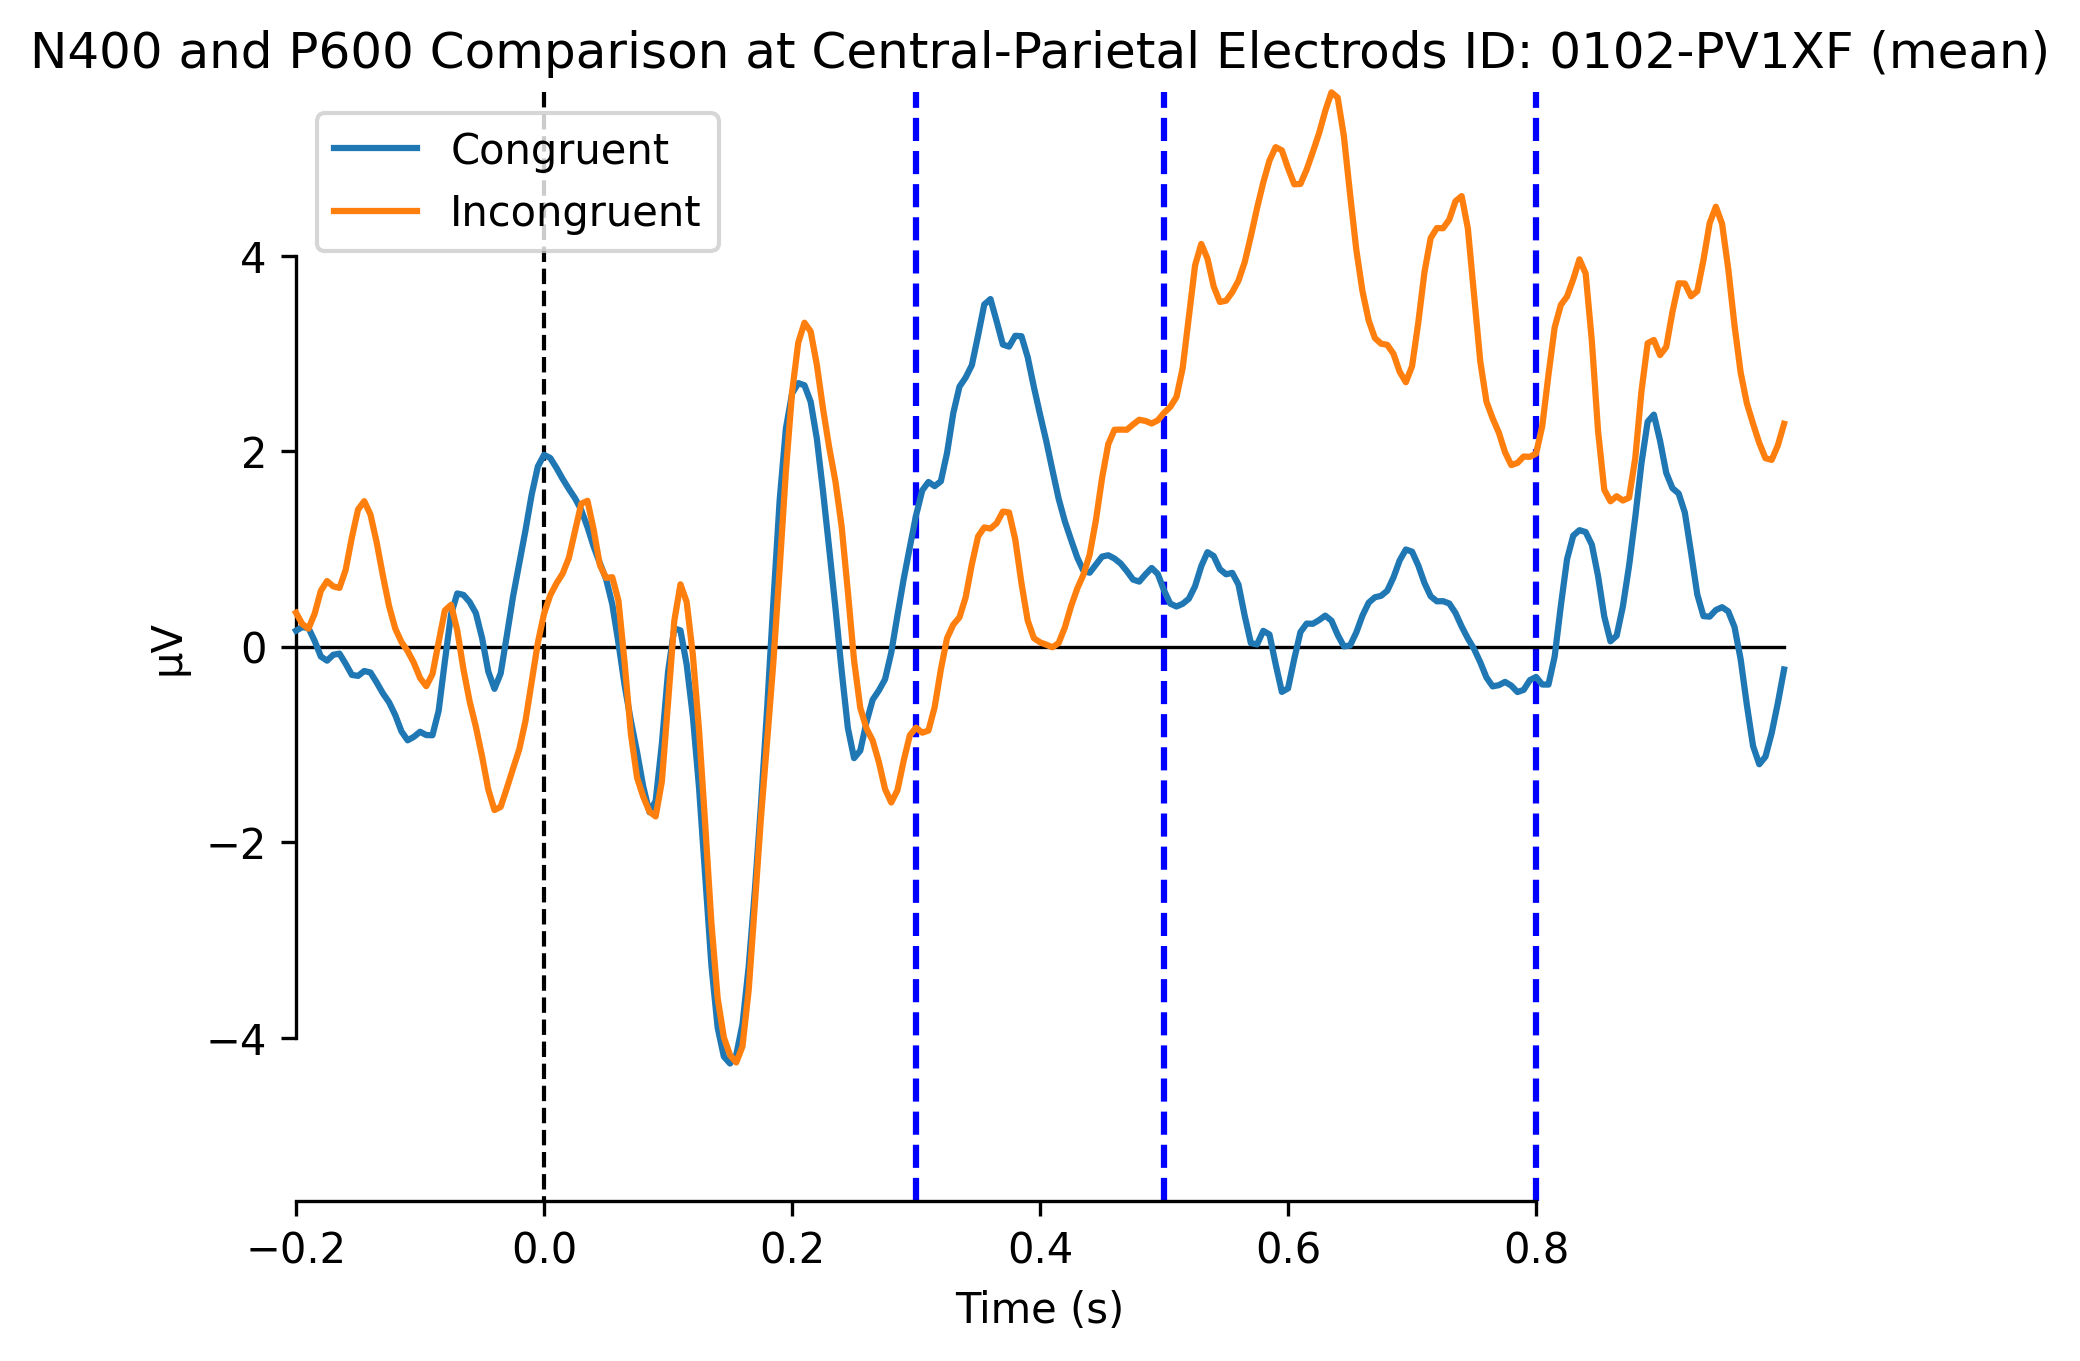 N400 and P600 Comparison at Central-Parietal Electrods ID: 0102-PV1XF (mean)
Congruent
Incongruent
4
2
0
−2
−4
µV
−0.2 0.0 0.2 0.4 0.6 0.8
Time (s)